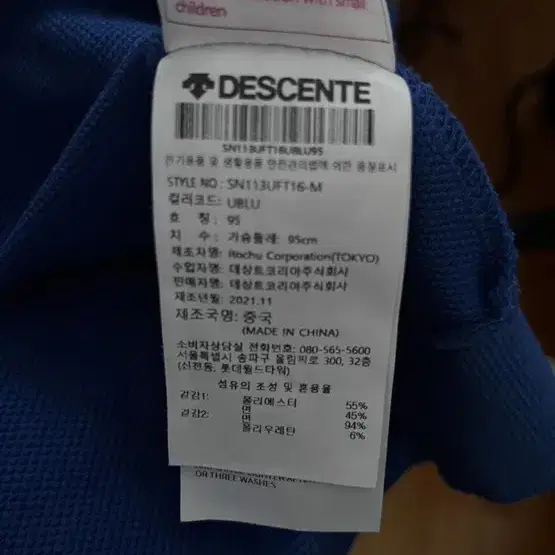 with small
children
DESCENTE
SN113UFT16UBLU95
전기용품 및 생활용품 안전관리법에 의한 품질표시
STYLE NO : SN113UFT16-M
컬러코드: UBLU
호 칭 : 95
치 수 : 가슴둘레: 95cm
제조자명: Itochu Corporation(TOKYO)
수입자명: 데상트코리아주식회사
판매자명: 데상트코리아주식회사
제조년월: 2021.11
제조국명: 중국
(MADE IN CHINA)
소비자상담실 전화번호: 080-565-5600
서울특별시 송파구 올림픽로 300, 32층
(신천동, 롯데월드타워)
섬유의 조성 및 혼용율
겉감1: 폴리에스터 55%
면 45%
겉감2: 면 94%
폴리우레탄 6%
OR THREE WASHES.